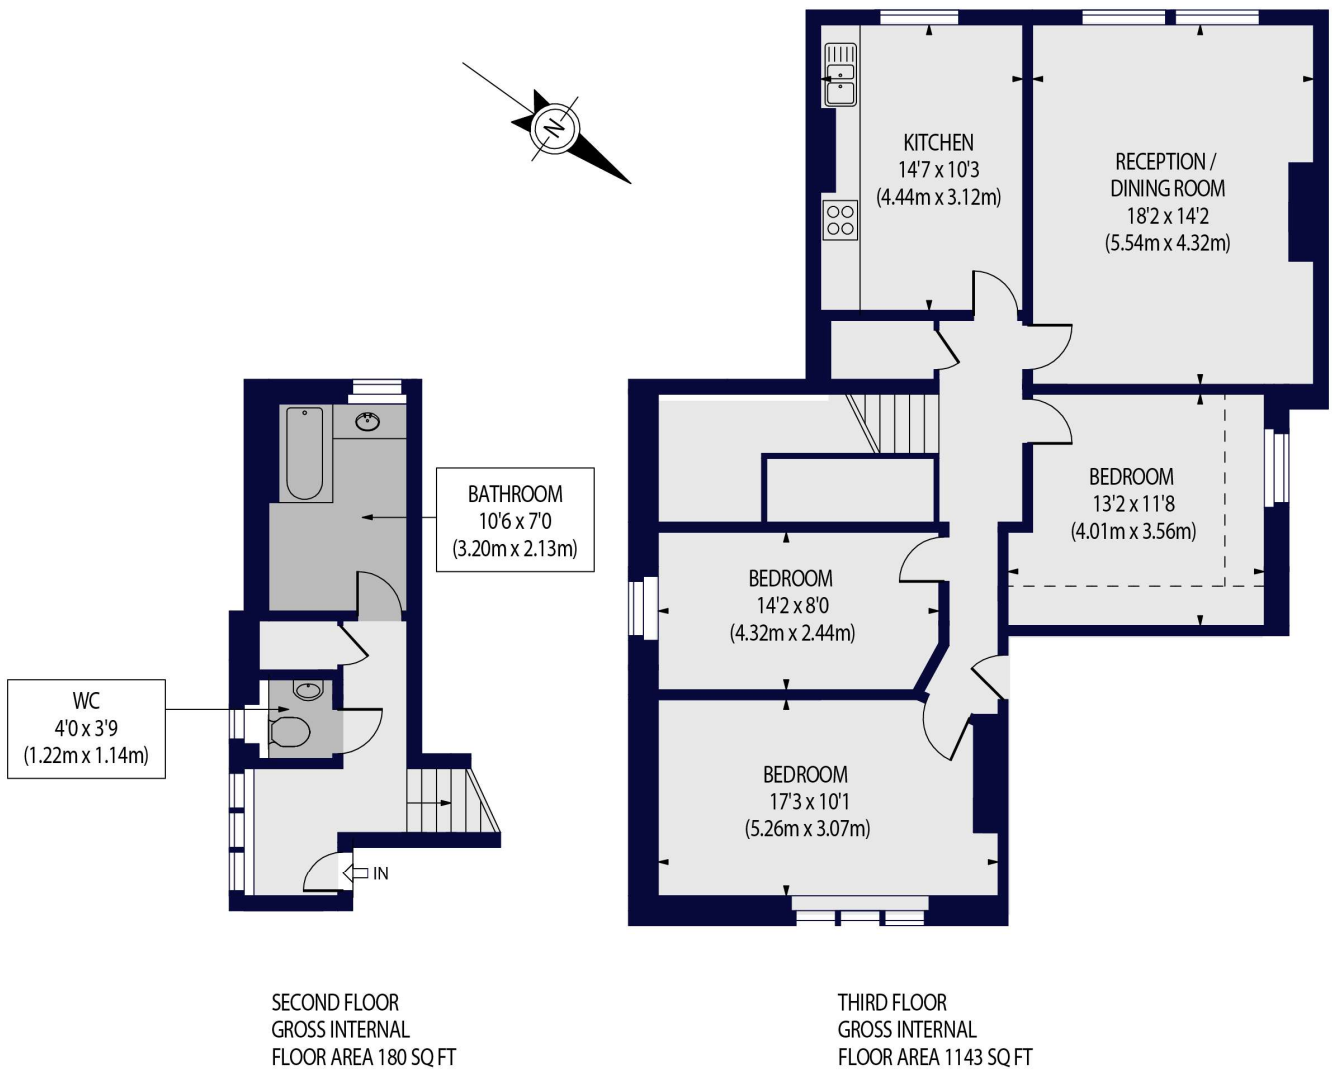 N
KITCHEN
14'7 x 10'3
(4.44m x 3.12m)
RECEPTION /
DINING ROOM
18'2 x 14'2
(5.54m x 4.32m)
BATHROOM
10'6 x 7'0
(3.20m x 2.13m)
BEDROOM
13'2 x 11'8
(4.01m x 3.56m)
BEDROOM
14'2 x 8'0
(4.32m x 2.44m)
WC
4'0 x 3'9
(1.22m x 1.14m)
BEDROOM
17'3 x 10'1
(5.26m x 3.07m)
IN
SECOND FLOOR
GROSS INTERNAL
FLOOR AREA 180 SQ FT
THIRD FLOOR
GROSS INTERNAL
FLOOR AREA 1143 SQ FT